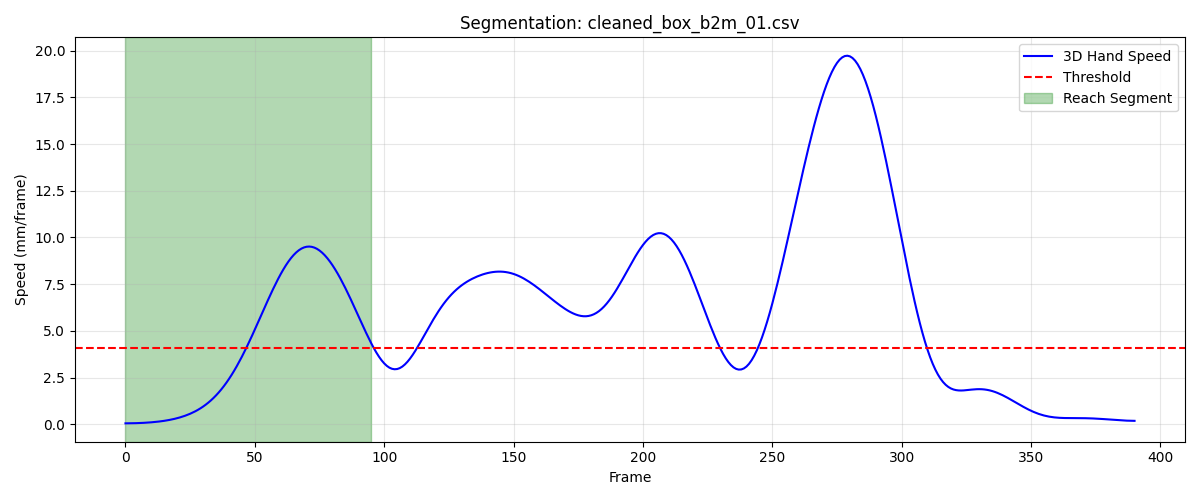 Segmentation: cleaned_box_b2m_01.csv
3D Hand Speed
Threshold
Reach Segment
Speed (mm/frame)
20.0
17.5
15.0
12.5
10.0
7.5
5.0
2.5
0.0
0 50 100 150 200 250 300 350 400
Frame